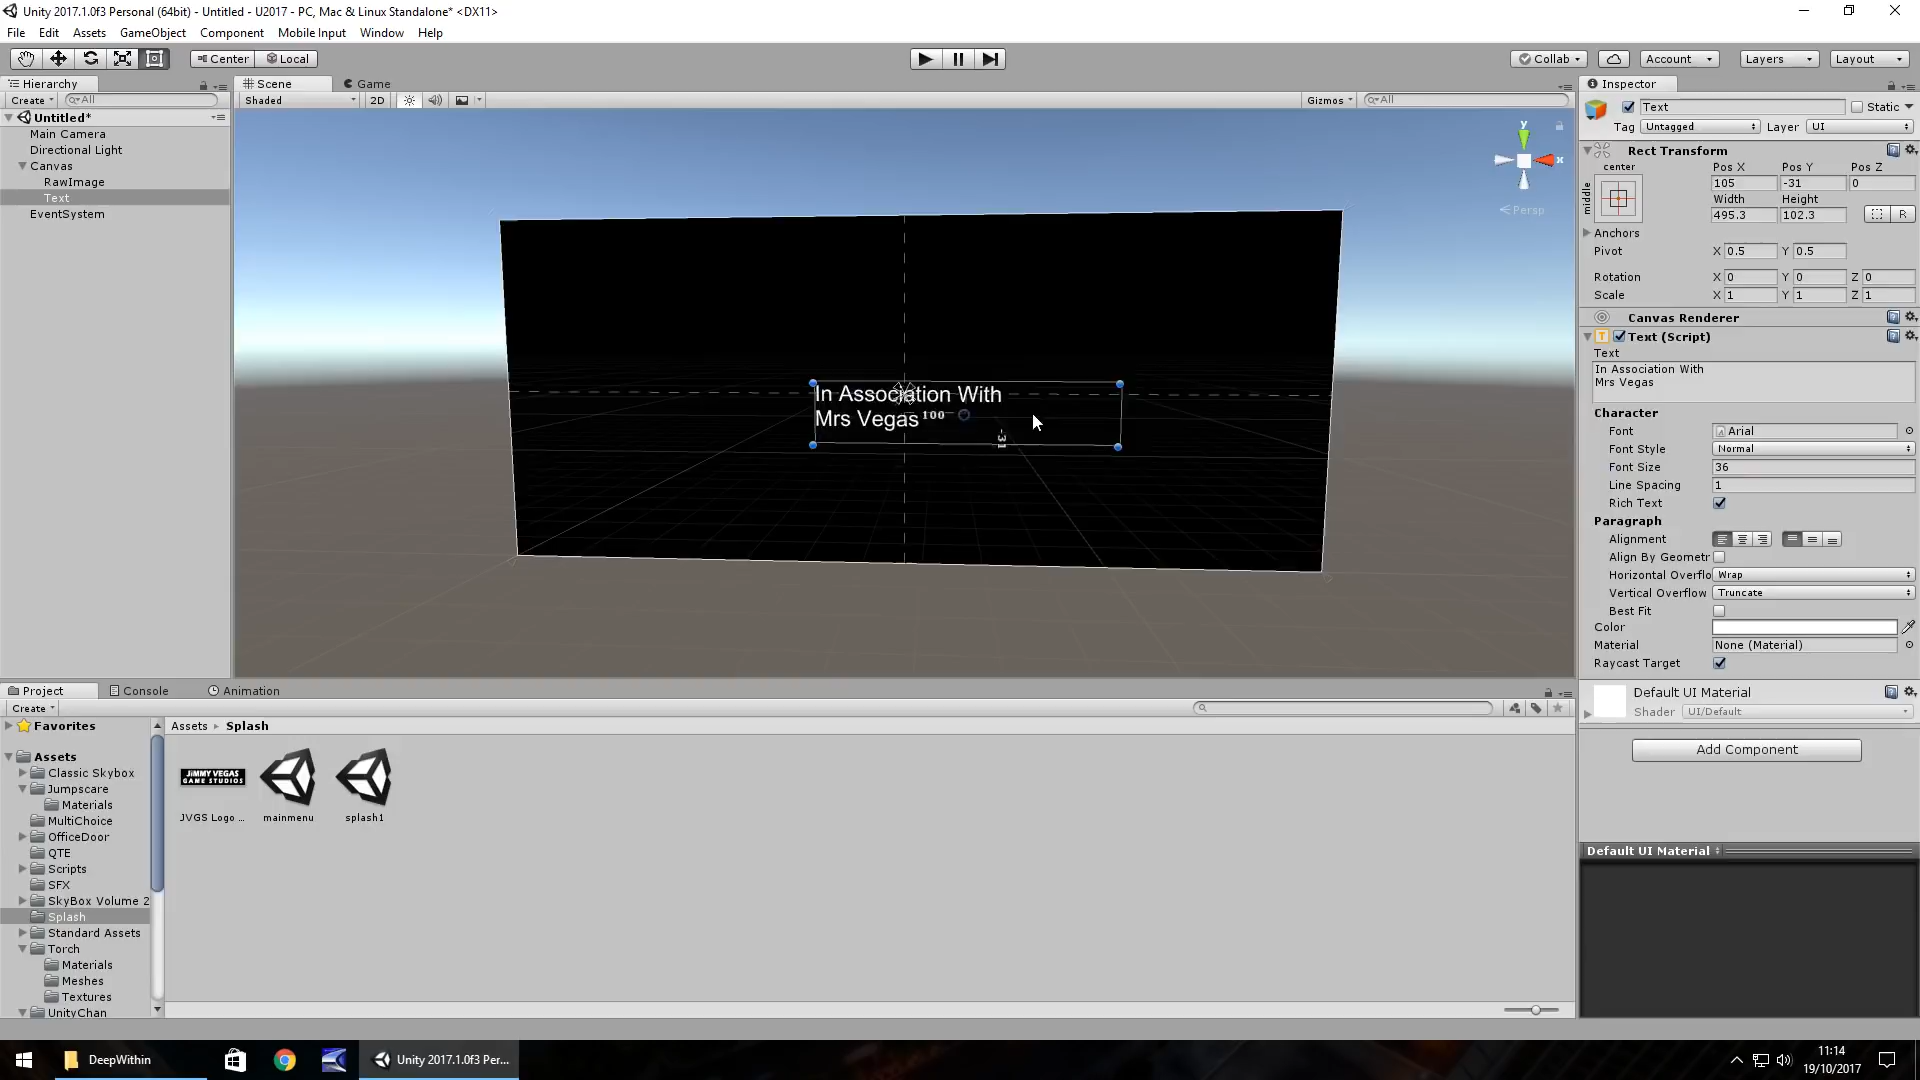 Unity 2017.1.0f3 Personal (64bit) - Untitled - U2017 - PC, Mac & Linux Standalone* <DX11>
File Edit Assets GameObject Component Mobile Input Window Help
Center Local
Collab Account Layers Layout
Hierarchy
Create All
Untitled*
Main Camera
Directional Light
Canvas
RawImage
Text
EventSystem
Scene Game
Shaded 2D Gizmos All
y
x
Persp
In Association With
Mrs Vegas 100
-31
Inspector
Text Static
Tag Untagged Layer UI
Rect Transform
center Pos X Pos Y Pos Z
middle 105 -31 0
Width Height
495.3 102.3 R
Anchors
Pivot X 0.5 Y 0.5
Rotation X 0 Y 0 Z 0
Scale X 1 Y 1 Z 1
Canvas Renderer
Text (Script)
Text
In Association With
Mrs Vegas
Character
Font Arial
Font Style Normal
Font Size 36
Line Spacing 1
Rich Text
Paragraph
Alignment
Align By Geometr
Horizontal Overflo Wrap
Vertical Overflow Truncate
Best Fit
Color
Material None (Material)
Raycast Target
Default UI Material
Shader UI/Default
Add Component
Default UI Material
Project Console Animation
Create
Favorites
Assets
Classic Skybox
Jumpscare
Materials
MultiChoice
OfficeDoor
QTE
Scripts
SFX
SkyBox Volume 2
Splash
Standard Assets
Torch
Materials
Meshes
Textures
UnityChan
Assets Splash
JIMMY VEGAS
GAME STUDIOS
JVGS Logo ... mainmenu splash1
DeepWithin
Unity 2017.1.0f3 Per...
11:14
19/10/2017